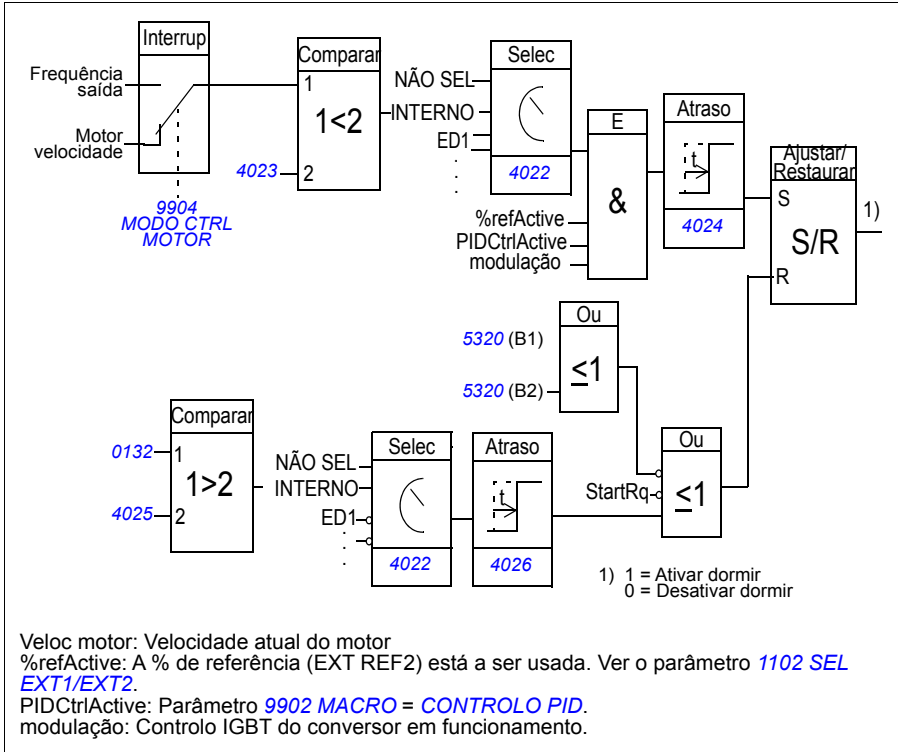 Interrup
Frequência
saída
Motor
velocidade
9904
MODO CTRL
MOTOR
Comparar
1
1<2
4023
2
Selec
NÃO SEL
INTERNO
ED1
.
.
.
4022
E
&
%refActive
PIDCtrlActive
modulação
Atraso
t
4024
Ajustar/
Restaurar
S
S/R
R
1)
Ou
5320 (B1)
≤1
5320 (B2)
Comparar
0132
1
1>2
4025
2
Selec
NÃO SEL
INTERNO
ED1
.
.
.
4022
Atraso
t
4026
Ou
StartRq
≤1
1) 1 = Ativar dormir
0 = Desativar dormir
Veloc motor: Velocidade atual do motor
%refActive: A % de referência (EXT REF2) está a ser usada. Ver o parâmetro 1102 SEL
EXT1/EXT2.
PIDCtrlActive: Parâmetro 9902 MACRO = CONTROLO PID.
modulação: Controlo IGBT do conversor em funcionamento.